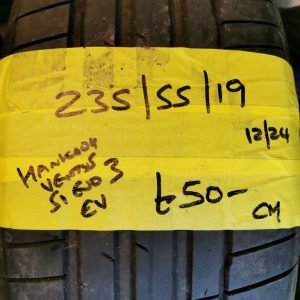 235/55/19
12/24
HANKOOK
VENTUS
S1 EVO 3
EV
£50-
CM